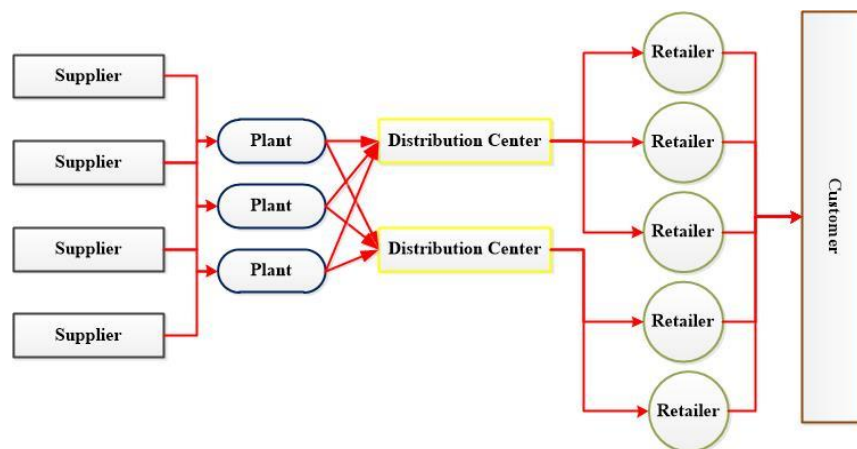 Supplier
Supplier
Supplier
Supplier
Plant
Plant
Plant
Distribution Center
Distribution Center
Retailer
Retailer
Retailer
Retailer
Retailer
Customer